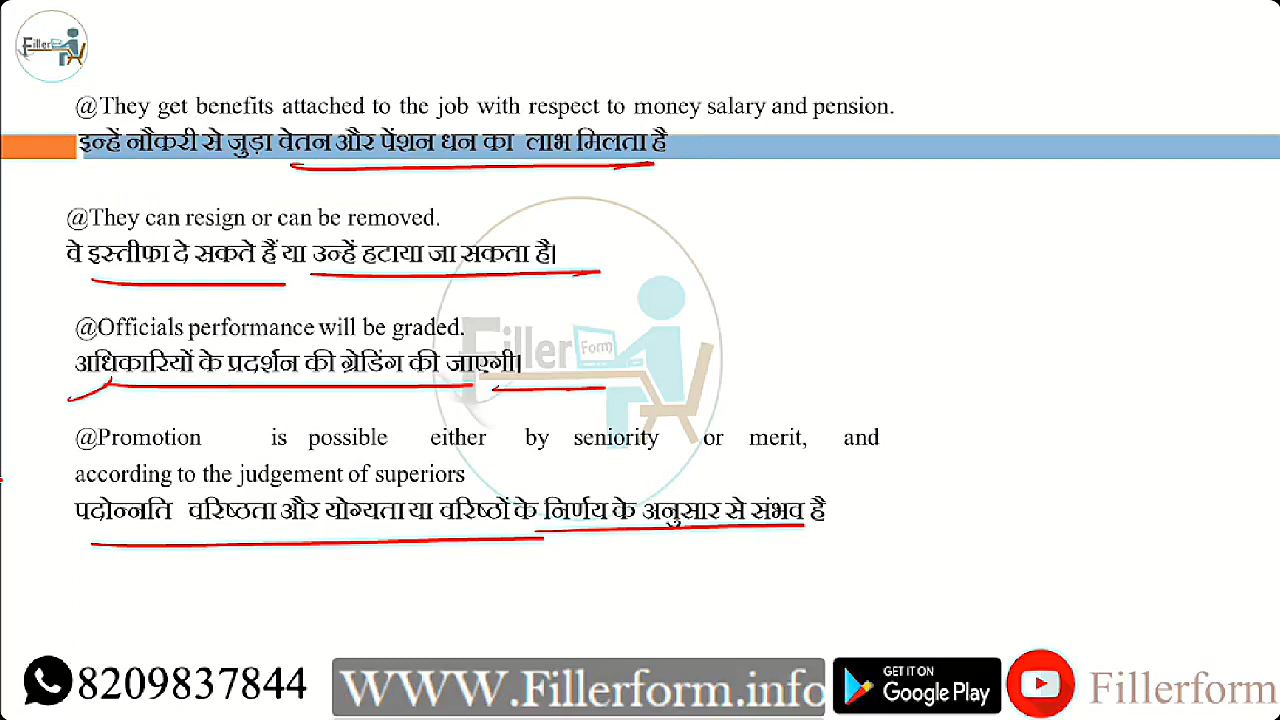 Filler
@They get benefits attached to the job with respect to money salary and pension.
इन्हें नौकरी से जुड़ा वेतन और पेंशन धन का लाभ मिलता है
@They can resign or can be removed.
वे इस्तीफा दे सकते हैं या उन्हें हटाया जा सकता है।
@Officials performance will be graded.
अधिकारियों के प्रदर्शन की ग्रेडिंग की जाएगी।
Filler Form
@Promotion is possible either by seniority or merit, and
according to the judgement of superiors
पदोन्नति वरिष्ठता और योग्यता या वरिष्ठों के निर्णय के अनुसार से संभव है
8209837844 WWW.Fillerform.info GET IT ON Google Play Fillerform